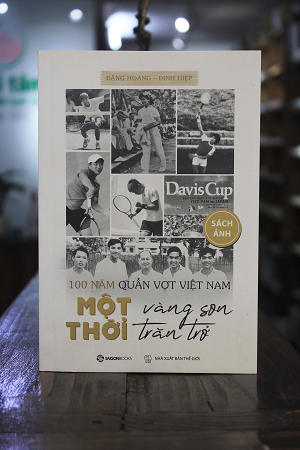 ĐẶNG HOÀNG – ĐÌNH HIỆP
Davis Cup
SÁCH
ẢNH
100 NĂM QUẦN VỢT VIỆT NAM
MỘT vàng son
THỜI trăn trở
SAIGONBOOKS
NHÀ XUẤT BẢN THẾ GIỚI